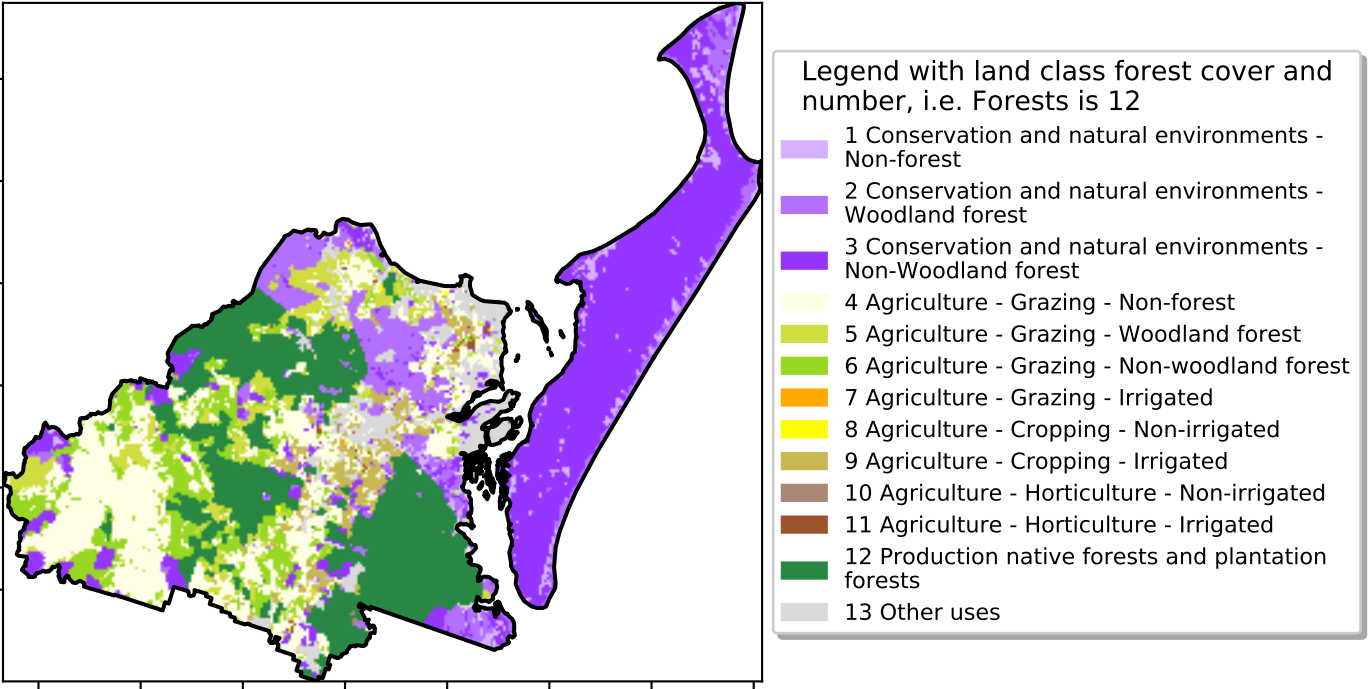 Legend with land class forest cover and
number, i.e. Forests is 12
1 Conservation and natural environments -
Non-forest
2 Conservation and natural environments -
Woodland forest
3 Conservation and natural environments -
Non-Woodland forest
4 Agriculture - Grazing - Non-forest
5 Agriculture - Grazing - Woodland forest
6 Agriculture - Grazing - Non-woodland forest
7 Agriculture - Grazing - Irrigated
8 Agriculture - Cropping - Non-irrigated
9 Agriculture - Cropping - Irrigated
10 Agriculture - Horticulture - Non-irrigated
11 Agriculture - Horticulture - Irrigated
12 Production native forests and plantation
forests
13 Other uses